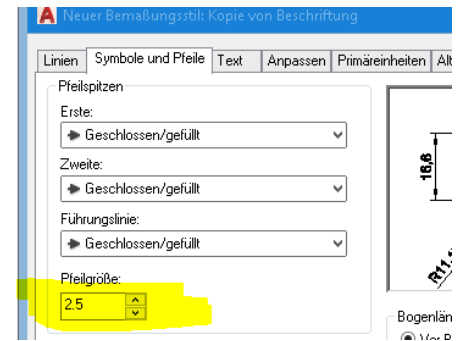 Neuer Bemaßungsstil: Kopie von Beschriftung
Linien Symbole und Pfeile Text Anpassen Primäreinheiten
Pfeilspitzen
Erste:
Geschlossen/gefüllt
Zweite:
Geschlossen/gefüllt
Führungslinie:
Geschlossen/gefüllt
Pfeilgröße:
2.5
16,6